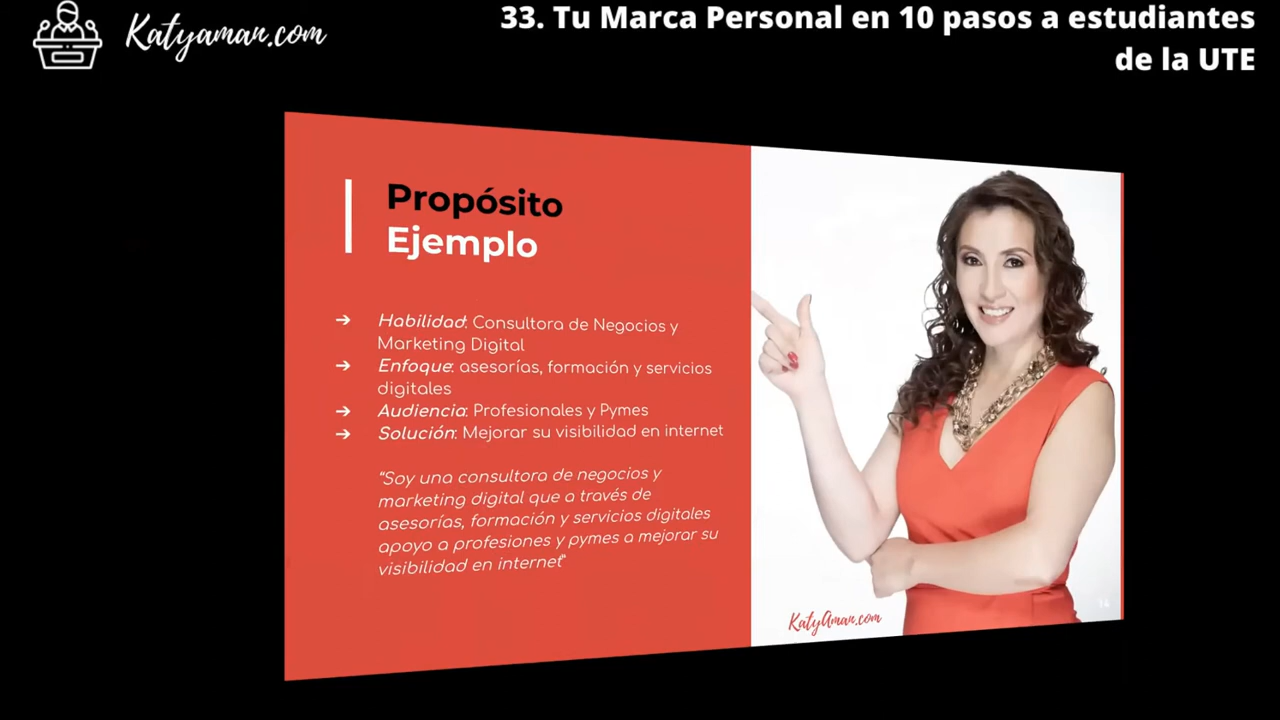 Katyaman.com
33. Tu Marca Personal en 10 pasos a estudiantes
de la UTE
Propósito
Ejemplo
➔ Habilidad: Consultora de Negocios y
Marketing Digital
➔ Enfoque: asesorías, formación y servicios
digitales
➔ Audiencia: Profesionales y Pymes
➔ Solución: Mejorar su visibilidad en internet
“Soy una consultora de negocios y
marketing digital que a través de
asesorías, formación y servicios digitales
apoyo a profesiones y pymes a mejorar su
visibilidad en internet“
KatyAman.com
14